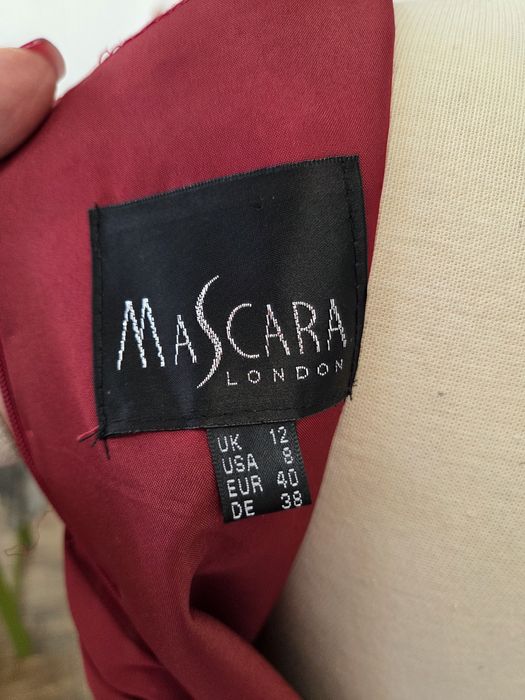 MASCARA
LONDON
UK 12
USA 8
EUR 40
DE 38